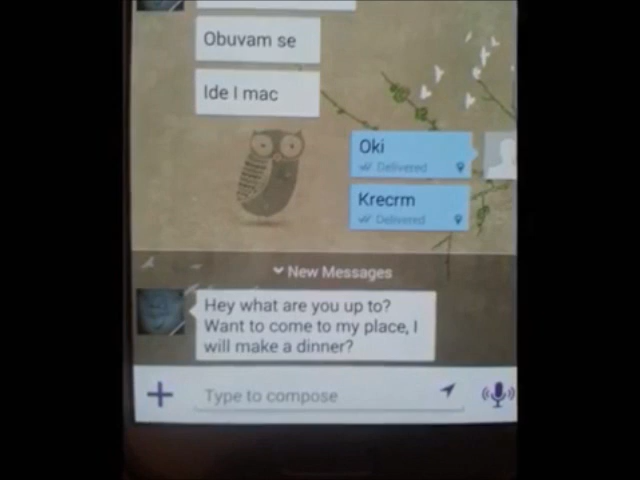 Obuvam se
Ide I mac
Oki
Delivered
Krecrm
Delivered
New Messages
Hey what are you up to?
Want to come to my place, I
will make a dinner?
Type to compose